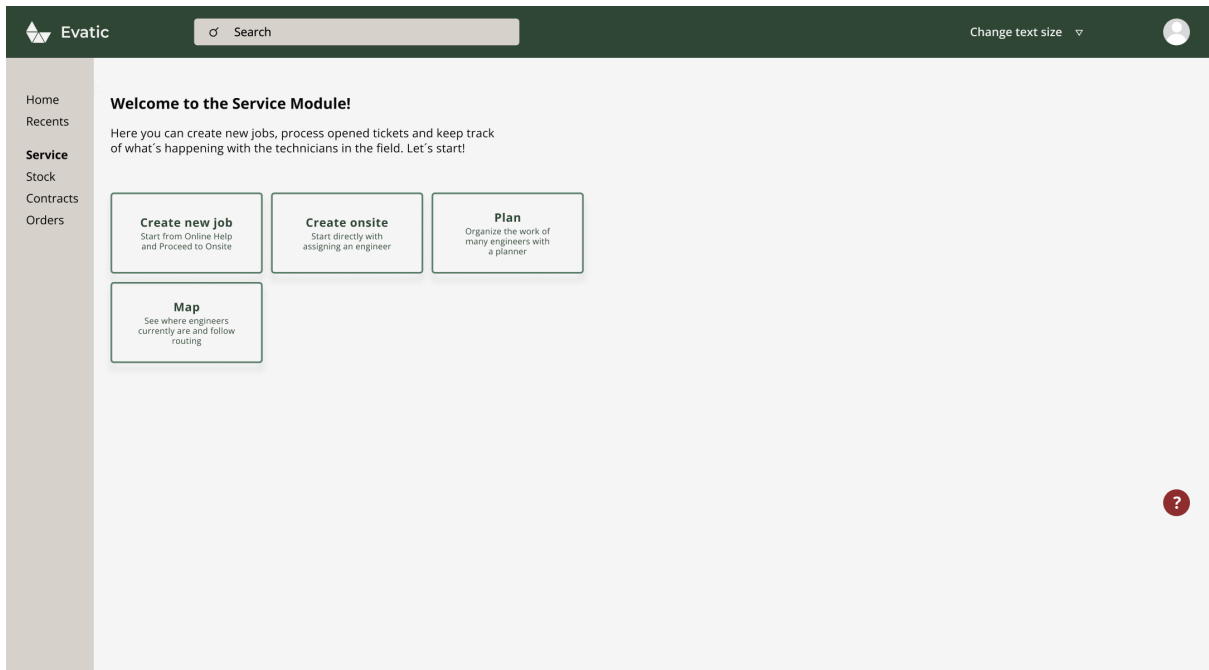 Evatic
Search
Change text size
Home
Recents
Service
Stock
Contracts
Orders
Welcome to the Service Module!
Here you can create new jobs, process opened tickets and keep track
of what´s happening with the technicians in the field. Let´s start!
Create new job
Start from Online Help
and Proceed to Onsite
Create onsite
Start directly with
assigning an engineer
Plan
Organize the work of
many engineers with
a planner
Map
See where engineers
currently are and follow
routing
?